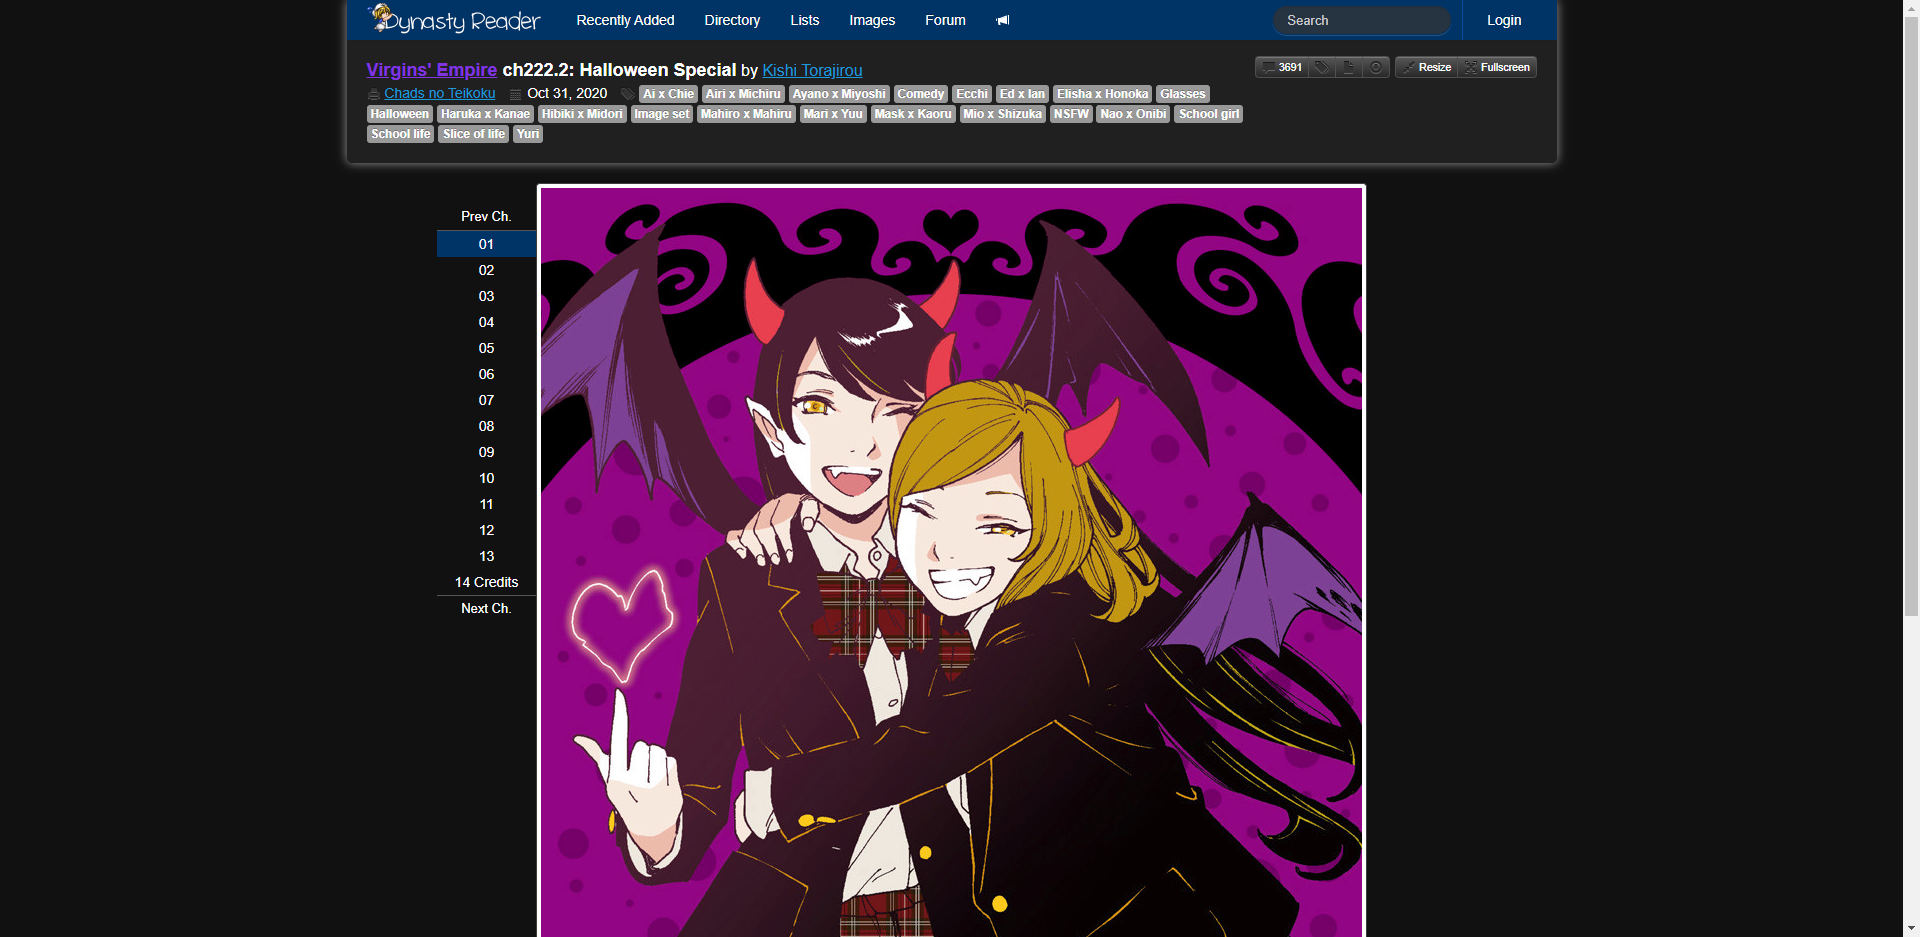 Dynasty Reader Recently Added Directory Lists Images Forum Search Login
Virgins' Empire ch222.2: Halloween Special by Kishi Torajirou 3691 Resize Fullscreen
Chads no Teikoku Oct 31, 2020 Ai x Chie Airi x Michiru Ayano x Miyoshi Comedy Ecchi Ed x Ian Elisha x Honoka Glasses
Halloween Haruka x Kanae Hibiki x Midori Image set Mahiro x Mahiru Mari x Yuu Mask x Kaoru Mio x Shizuka NSFW Nao x Onibi School girl
School life Slice of life Yuri
Prev Ch.
01
02
03
04
05
06
07
08
09
10
11
12
13
14 Credits
Next Ch.